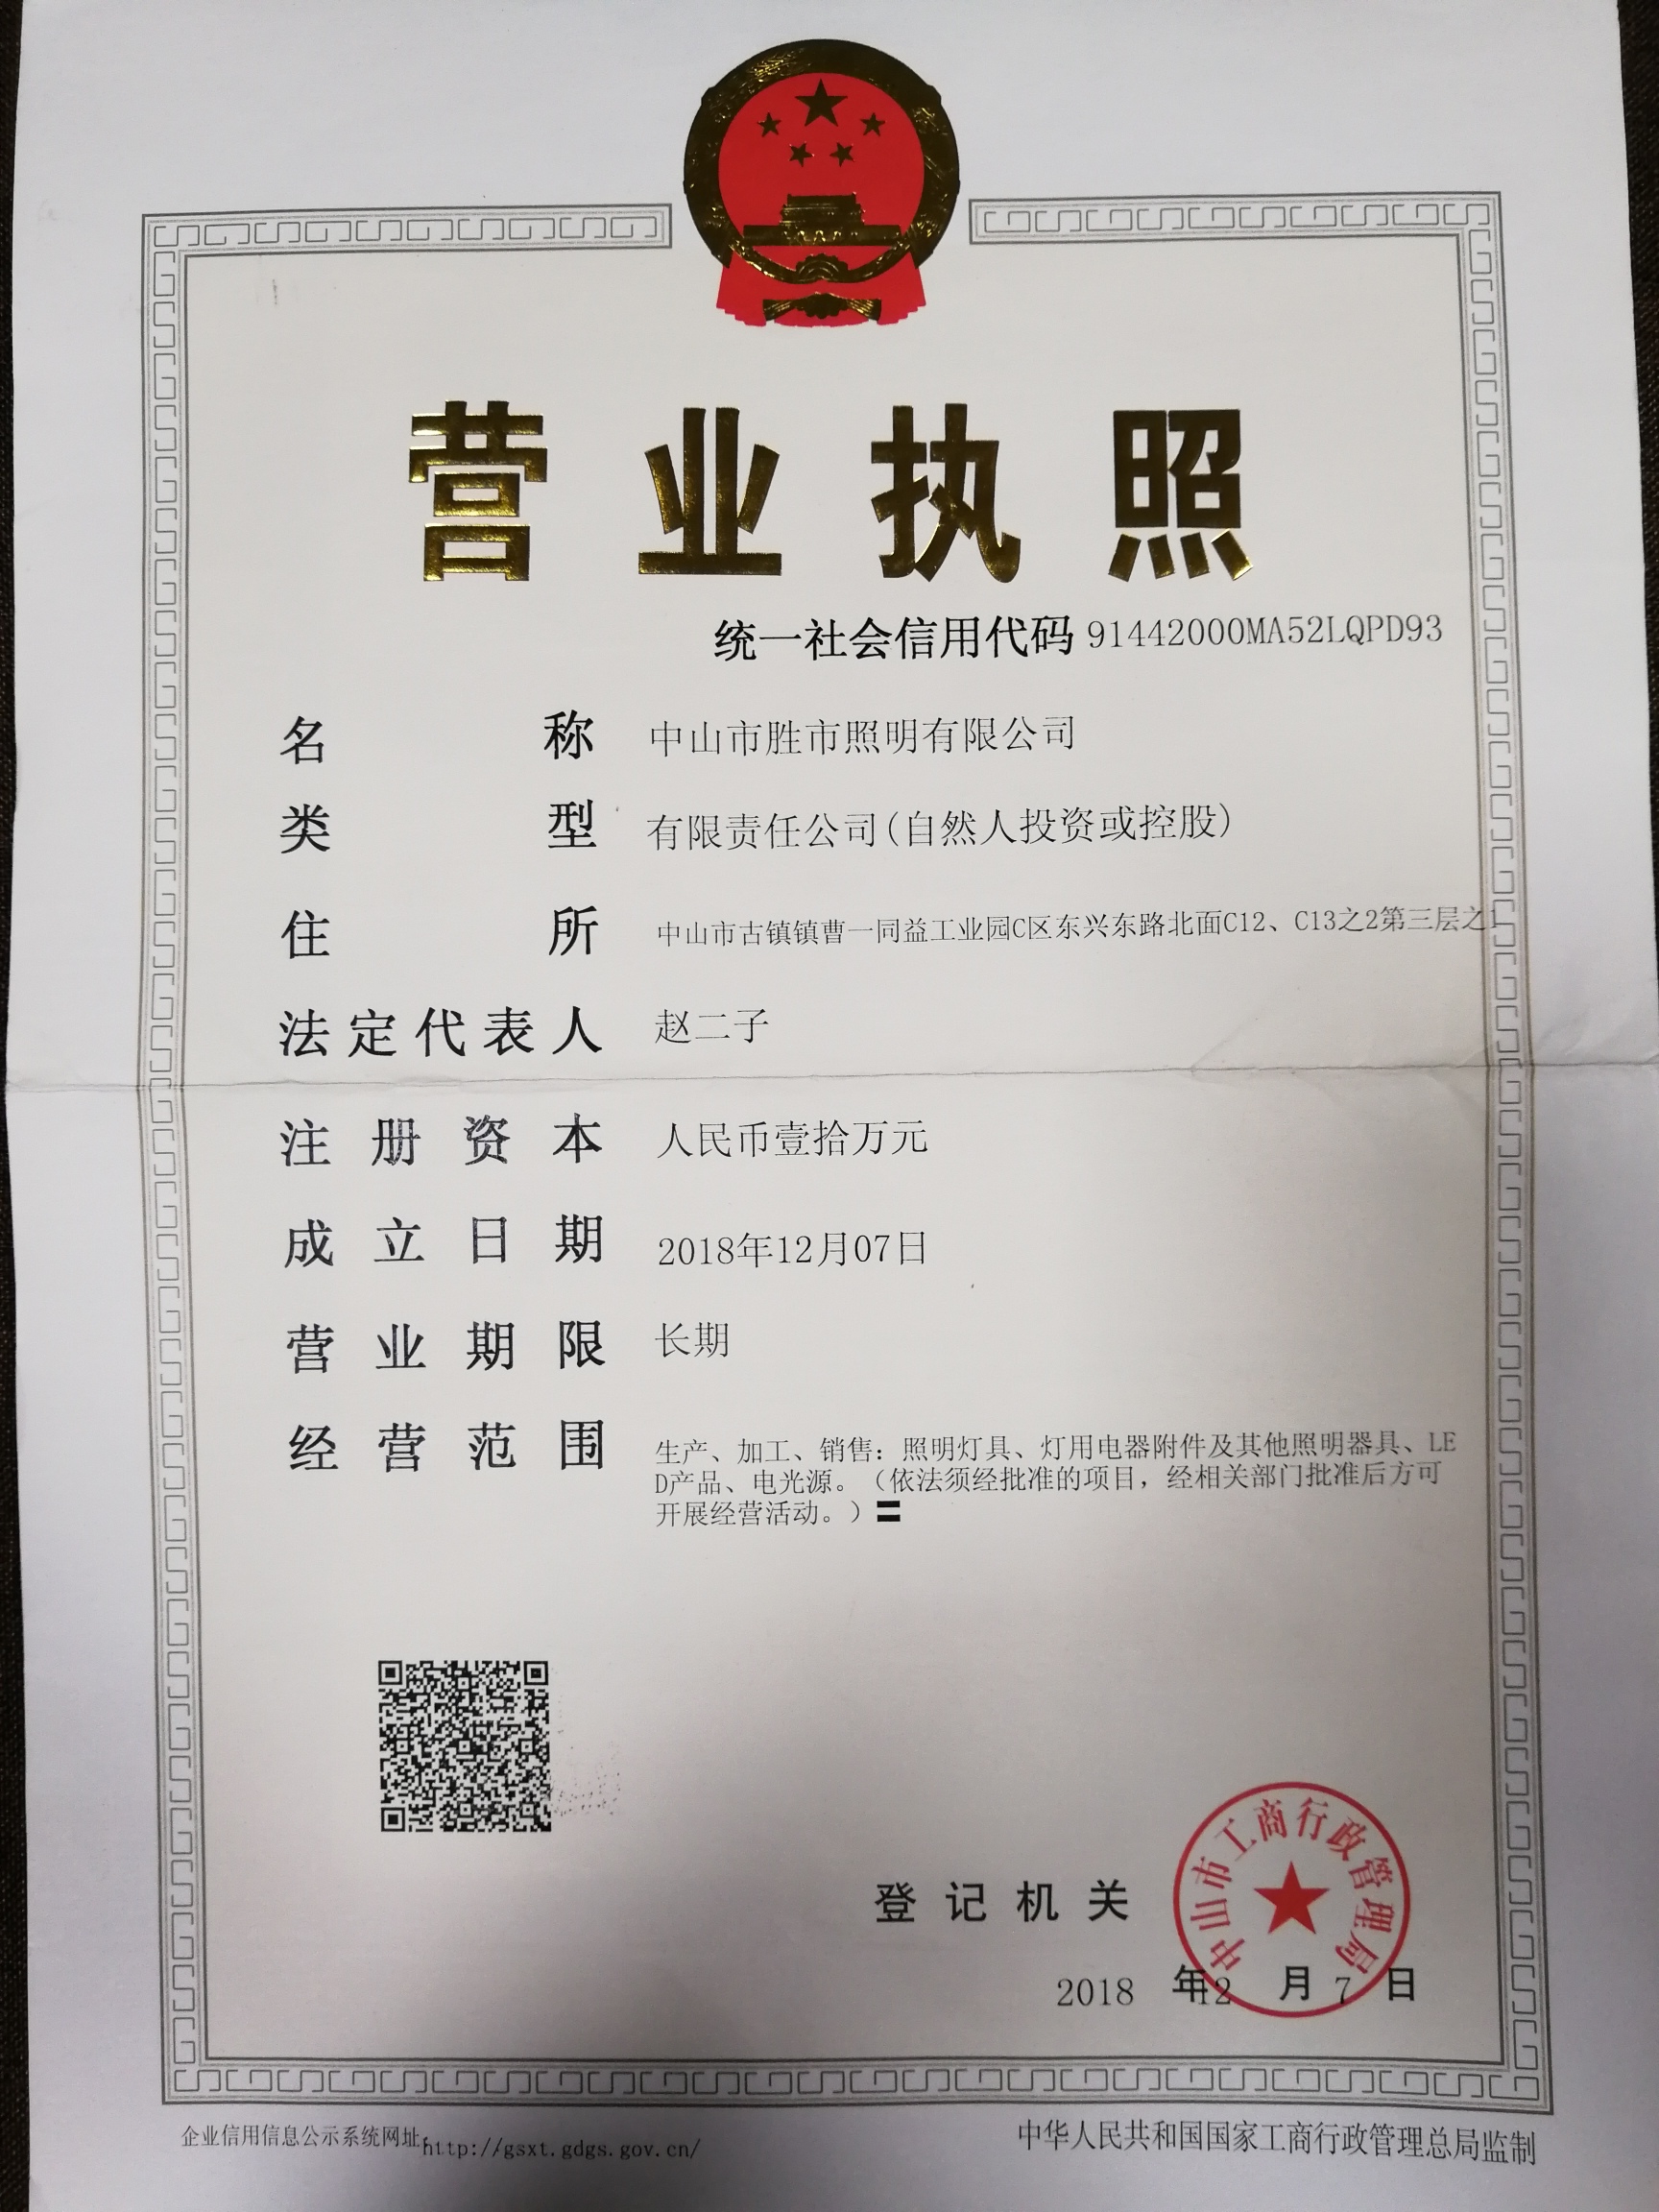 营业执照
统一社会信用代码 91442000MA52LQPD93
名称 中山市胜市照明有限公司
类型 有限责任公司(自然人投资或控股)
住所 中山市古镇镇曹一同益工业园C区东兴东路北面C12、C13之2第三层之1
法定代表人 赵二子
注册资本 人民币壹拾万元
成立日期 2018年12月07日
营业期限 长期
经营范围 生产、加工、销售：照明灯具、灯用电器附件及其他照明器具、LE
D产品、电光源。（依法须经批准的项目，经相关部门批准后方可
开展经营活动。）〓
中山市工商行政管理局
登记机关
2018 年12 月 7 日
企业信用信息公示系统网址:http://gsxt.gdgs.gov.cn/
中华人民共和国国家工商行政管理总局监制